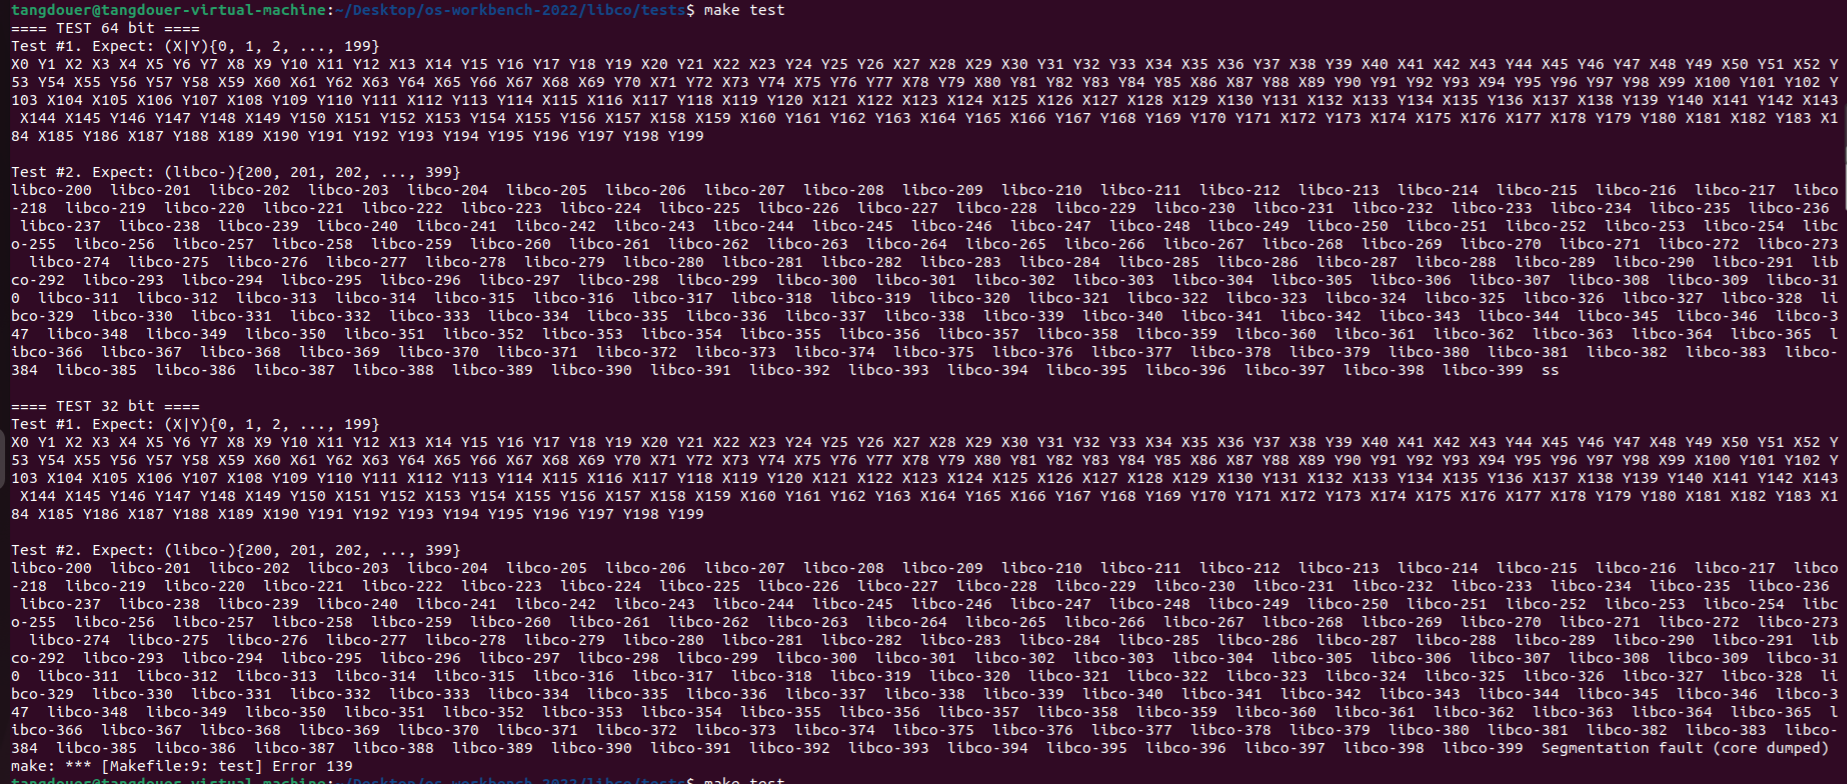 tangdouer@tangdouer-virtual-machine:~/Desktop/os-workbench-2022/libco/tests$ make test
==== TEST 64 bit ====
Test #1. Expect: (X|Y){0, 1, 2, ..., 199}
X0 Y1 X2 X3 X4 X5 Y6 Y7 X8 X9 Y10 X11 Y12 X13 X14 Y15 Y16 Y17 Y18 Y19 X20 Y21 X22 X23 Y24 Y25 Y26 X27 X28 X29 X30 Y31 Y32 Y33 X34 X35 X36 Y37 X38 Y39 X40 X41 X42 X43 Y44 X45 Y46 Y47 X48 Y49 X50 Y51 X52 Y
53 Y54 X55 Y56 Y57 Y58 X59 X60 X61 Y62 X63 Y64 X65 Y66 X67 X68 X69 Y70 X71 Y72 X73 Y74 X75 Y76 Y77 X78 Y79 X80 Y81 Y82 Y83 Y84 X85 Y86 X87 X88 X89 Y90 Y91 Y92 Y93 X94 Y95 Y96 Y97 Y98 X99 X100 Y101 Y102 Y
103 X104 X105 X106 Y107 X108 Y109 Y110 Y111 X112 Y113 Y114 X115 X116 X117 Y118 X119 Y120 X121 X122 X123 X124 X125 X126 X127 X128 X129 X130 Y131 X132 X133 Y134 X135 Y136 X137 X138 Y139 Y140 X141 Y142 X143
X144 X145 Y146 Y147 Y148 X149 Y150 X151 Y152 X153 Y154 X155 Y156 X157 X158 X159 X160 Y161 Y162 Y163 X164 Y165 X166 Y167 Y168 Y169 Y170 Y171 X172 Y173 X174 X175 X176 X177 X178 Y179 Y180 X181 X182 Y183 X1
84 X185 Y186 X187 Y188 X189 X190 Y191 Y192 Y193 Y194 Y195 Y196 Y197 Y198 Y199
Test #2. Expect: (libco-){200, 201, 202, ..., 399}
libco-200 libco-201 libco-202 libco-203 libco-204 libco-205 libco-206 libco-207 libco-208 libco-209 libco-210 libco-211 libco-212 libco-213 libco-214 libco-215 libco-216 libco-217 libco
-218 libco-219 libco-220 libco-221 libco-222 libco-223 libco-224 libco-225 libco-226 libco-227 libco-228 libco-229 libco-230 libco-231 libco-232 libco-233 libco-234 libco-235 libco-236
libco-237 libco-238 libco-239 libco-240 libco-241 libco-242 libco-243 libco-244 libco-245 libco-246 libco-247 libco-248 libco-249 libco-250 libco-251 libco-252 libco-253 libco-254 libc
o-255 libco-256 libco-257 libco-258 libco-259 libco-260 libco-261 libco-262 libco-263 libco-264 libco-265 libco-266 libco-267 libco-268 libco-269 libco-270 libco-271 libco-272 libco-273
libco-274 libco-275 libco-276 libco-277 libco-278 libco-279 libco-280 libco-281 libco-282 libco-283 libco-284 libco-285 libco-286 libco-287 libco-288 libco-289 libco-290 libco-291 lib
co-292 libco-293 libco-294 libco-295 libco-296 libco-297 libco-298 libco-299 libco-300 libco-301 libco-302 libco-303 libco-304 libco-305 libco-306 libco-307 libco-308 libco-309 libco-31
0 libco-311 libco-312 libco-313 libco-314 libco-315 libco-316 libco-317 libco-318 libco-319 libco-320 libco-321 libco-322 libco-323 libco-324 libco-325 libco-326 libco-327 libco-328 li
bco-329 libco-330 libco-331 libco-332 libco-333 libco-334 libco-335 libco-336 libco-337 libco-338 libco-339 libco-340 libco-341 libco-342 libco-343 libco-344 libco-345 libco-346 libco-3
47 libco-348 libco-349 libco-350 libco-351 libco-352 libco-353 libco-354 libco-355 libco-356 libco-357 libco-358 libco-359 libco-360 libco-361 libco-362 libco-363 libco-364 libco-365 l
ibco-366 libco-367 libco-368 libco-369 libco-370 libco-371 libco-372 libco-373 libco-374 libco-375 libco-376 libco-377 libco-378 libco-379 libco-380 libco-381 libco-382 libco-383 libco-
384 libco-385 libco-386 libco-387 libco-388 libco-389 libco-390 libco-391 libco-392 libco-393 libco-394 libco-395 libco-396 libco-397 libco-398 libco-399 ss
==== TEST 32 bit ====
Test #1. Expect: (X|Y){0, 1, 2, ..., 199}
X0 Y1 X2 X3 X4 X5 Y6 Y7 X8 X9 Y10 X11 Y12 X13 X14 Y15 Y16 Y17 Y18 Y19 X20 Y21 X22 X23 Y24 Y25 Y26 X27 X28 X29 X30 Y31 Y32 Y33 X34 X35 X36 Y37 X38 Y39 X40 X41 X42 X43 Y44 X45 Y46 Y47 X48 Y49 X50 Y51 X52 Y
53 Y54 X55 Y56 Y57 Y58 X59 X60 X61 Y62 X63 Y64 X65 Y66 X67 X68 X69 Y70 X71 Y72 X73 Y74 X75 Y76 Y77 X78 Y79 X80 Y81 Y82 Y83 Y84 X85 Y86 X87 X88 X89 Y90 Y91 Y92 Y93 X94 Y95 Y96 Y97 Y98 X99 X100 Y101 Y102 Y
103 X104 X105 X106 Y107 X108 Y109 Y110 Y111 X112 Y113 Y114 X115 X116 X117 Y118 X119 Y120 X121 X122 X123 X124 X125 X126 X127 X128 X129 X130 Y131 X132 X133 Y134 X135 Y136 X137 X138 Y139 Y140 X141 Y142 X143
X144 X145 Y146 Y147 Y148 X149 Y150 X151 Y152 X153 Y154 X155 Y156 X157 X158 X159 X160 Y161 Y162 Y163 X164 Y165 X166 Y167 Y168 Y169 Y170 Y171 X172 Y173 X174 X175 X176 X177 X178 Y179 Y180 X181 X182 Y183 X1
84 X185 Y186 X187 Y188 X189 X190 Y191 Y192 Y193 Y194 Y195 Y196 Y197 Y198 Y199
Test #2. Expect: (libco-){200, 201, 202, ..., 399}
libco-200 libco-201 libco-202 libco-203 libco-204 libco-205 libco-206 libco-207 libco-208 libco-209 libco-210 libco-211 libco-212 libco-213 libco-214 libco-215 libco-216 libco-217 libco
-218 libco-219 libco-220 libco-221 libco-222 libco-223 libco-224 libco-225 libco-226 libco-227 libco-228 libco-229 libco-230 libco-231 libco-232 libco-233 libco-234 libco-235 libco-236
libco-237 libco-238 libco-239 libco-240 libco-241 libco-242 libco-243 libco-244 libco-245 libco-246 libco-247 libco-248 libco-249 libco-250 libco-251 libco-252 libco-253 libco-254 libc
o-255 libco-256 libco-257 libco-258 libco-259 libco-260 libco-261 libco-262 libco-263 libco-264 libco-265 libco-266 libco-267 libco-268 libco-269 libco-270 libco-271 libco-272 libco-273
libco-274 libco-275 libco-276 libco-277 libco-278 libco-279 libco-280 libco-281 libco-282 libco-283 libco-284 libco-285 libco-286 libco-287 libco-288 libco-289 libco-290 libco-291 lib
co-292 libco-293 libco-294 libco-295 libco-296 libco-297 libco-298 libco-299 libco-300 libco-301 libco-302 libco-303 libco-304 libco-305 libco-306 libco-307 libco-308 libco-309 libco-31
0 libco-311 libco-312 libco-313 libco-314 libco-315 libco-316 libco-317 libco-318 libco-319 libco-320 libco-321 libco-322 libco-323 libco-324 libco-325 libco-326 libco-327 libco-328 li
bco-329 libco-330 libco-331 libco-332 libco-333 libco-334 libco-335 libco-336 libco-337 libco-338 libco-339 libco-340 libco-341 libco-342 libco-343 libco-344 libco-345 libco-346 libco-3
47 libco-348 libco-349 libco-350 libco-351 libco-352 libco-353 libco-354 libco-355 libco-356 libco-357 libco-358 libco-359 libco-360 libco-361 libco-362 libco-363 libco-364 libco-365 l
ibco-366 libco-367 libco-368 libco-369 libco-370 libco-371 libco-372 libco-373 libco-374 libco-375 libco-376 libco-377 libco-378 libco-379 libco-380 libco-381 libco-382 libco-383 libco-
384 libco-385 libco-386 libco-387 libco-388 libco-389 libco-390 libco-391 libco-392 libco-393 libco-394 libco-395 libco-396 libco-397 libco-398 libco-399 Segmentation fault (core dumped)
make: *** [Makefile:9: test] Error 139
tangdouer@tangdouer-virtual-machine:~/Desktop/os-workbench-2022/libco/tests$ make test